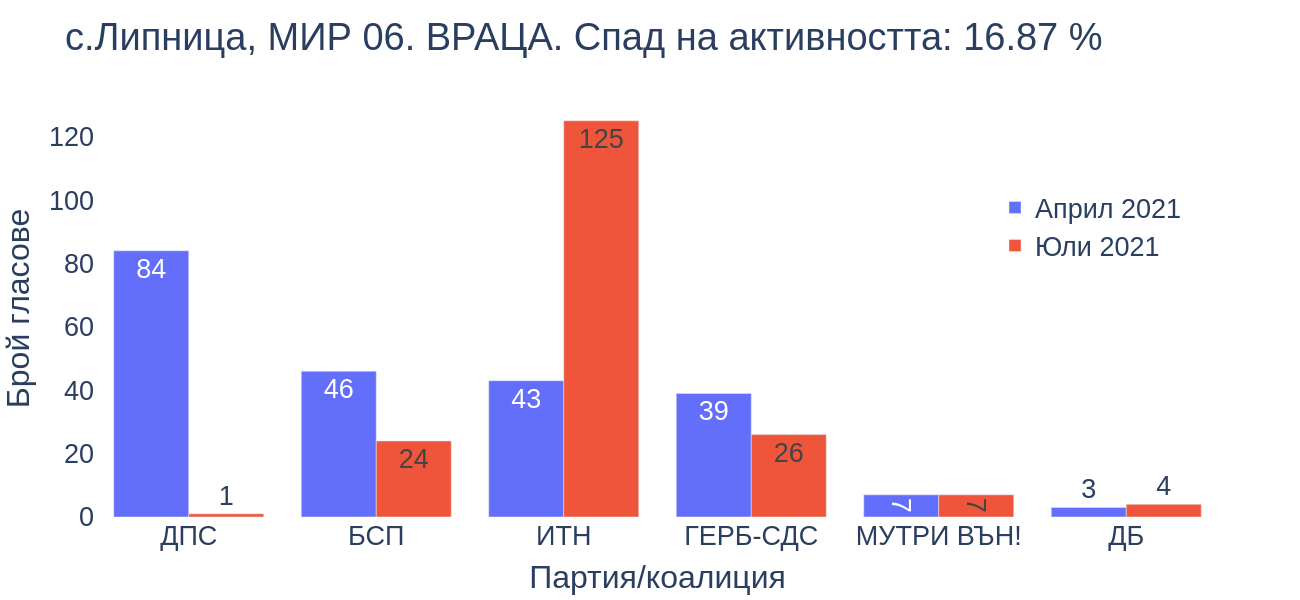 с.Липница, МИР 06. ВРАЦА. Спад на активността: 16.87 %
Брой гласове
120
100
80
60
40
20
0
84
1
46
24
43
125
39
26
7
7
3
4
Април 2021
Юли 2021
ДПС
БСП
ИТН
ГЕРБ-СДС
МУТРИ ВЪН!
ДБ
Партия/коалиция